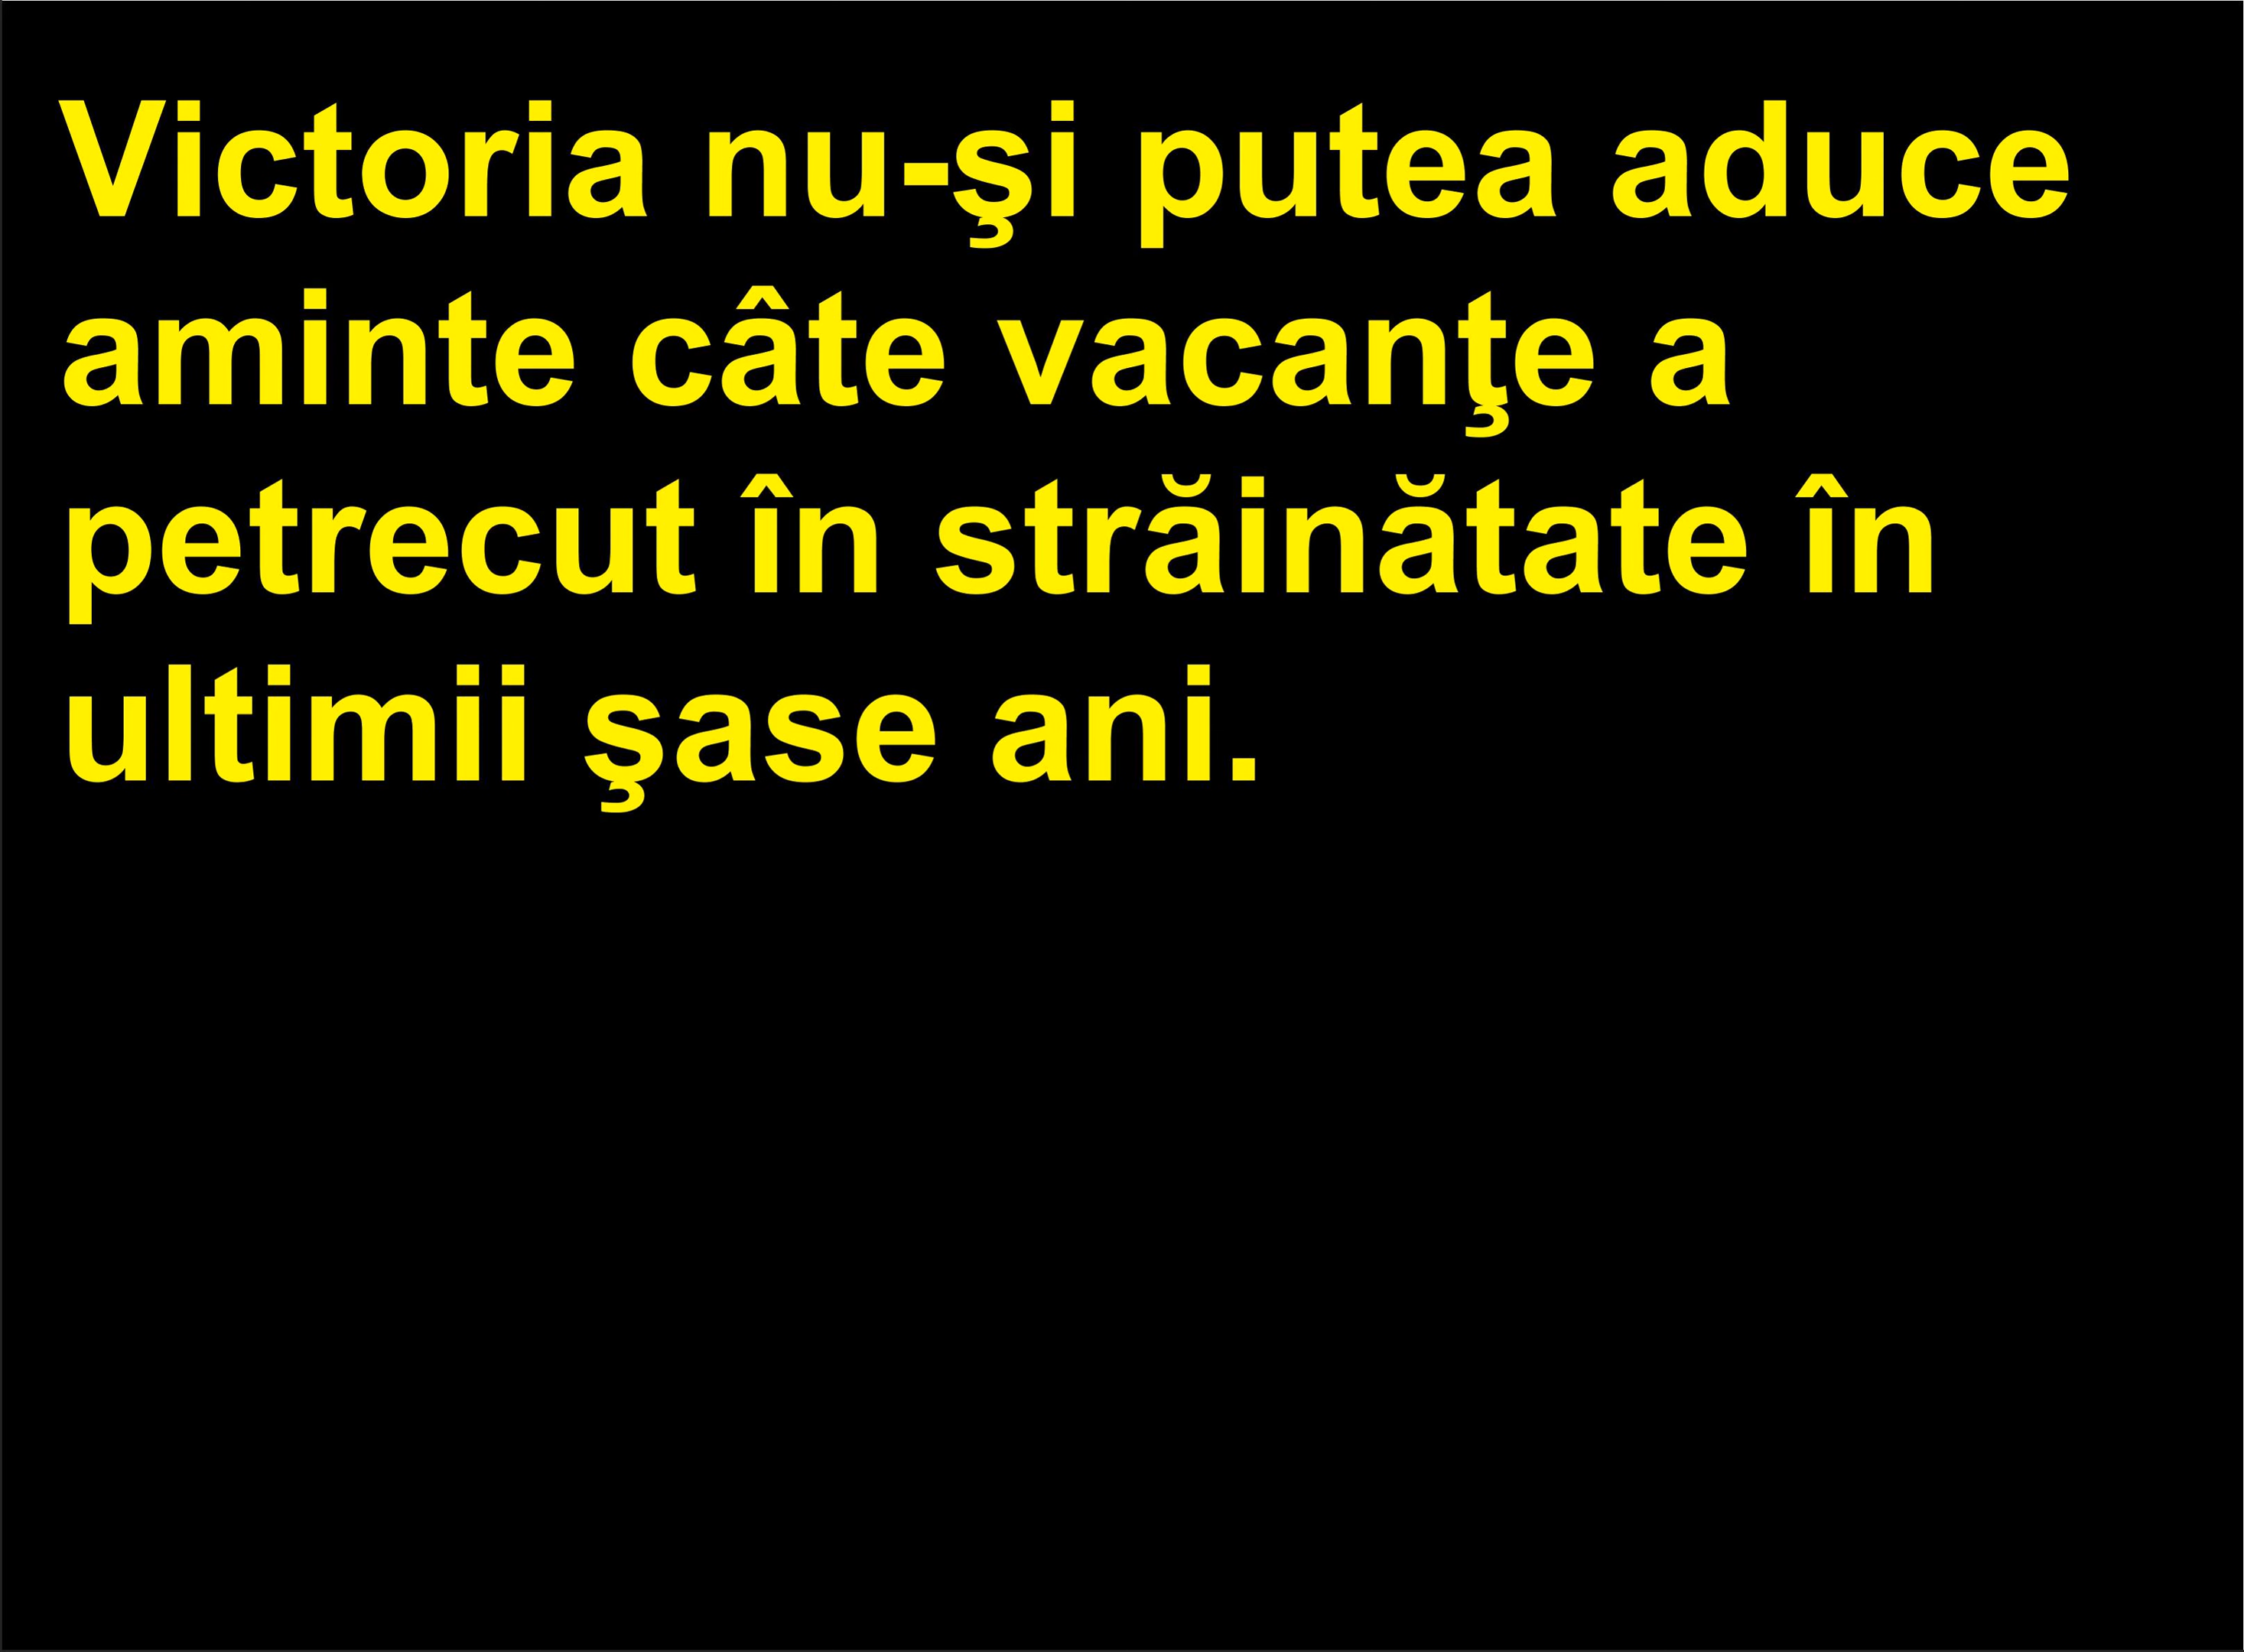 Victoria nu-şi putea aduce
aminte câte vacanţe a
petrecut în străinătate în
ultimii şase ani.